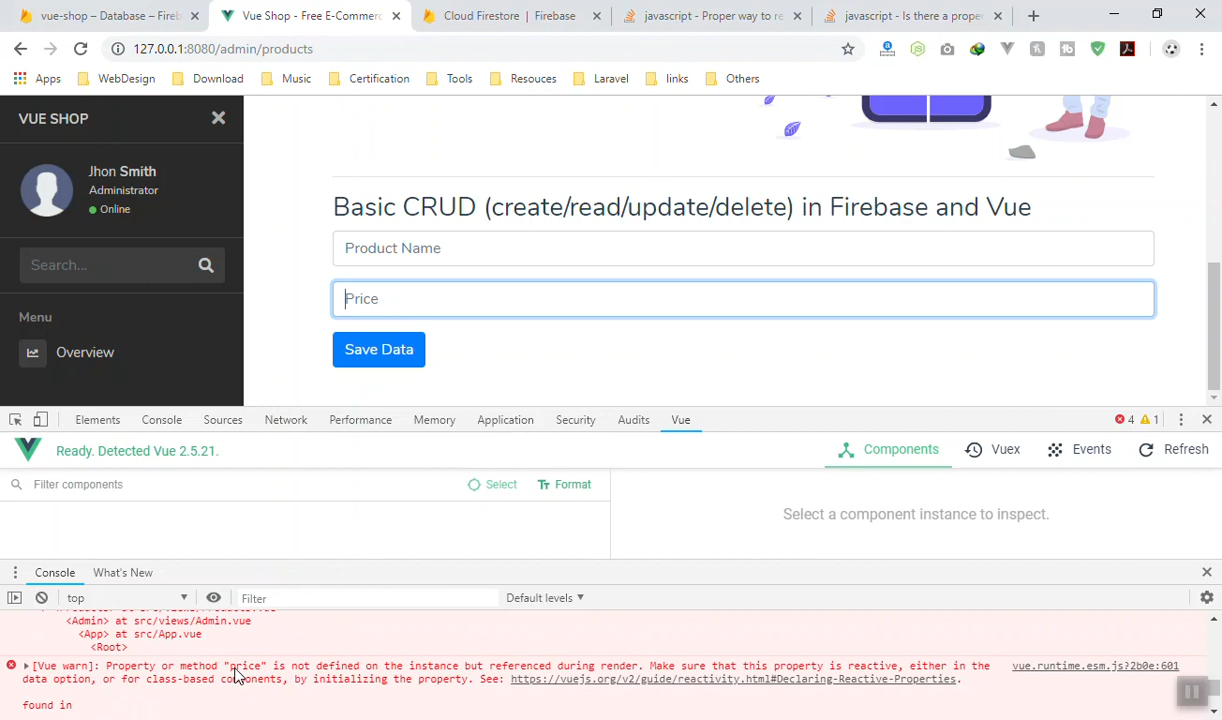 vue-shop – Database – Fireb
Vue Shop - Free E-Commerc
Cloud Firestore | Firebase
javascript - Proper way to re
javascript - Is there a prope
127.0.0.1:8080/admin/products
Apps WebDesign Download Music Certification Tools Resouces Laravel links Others
VUE SHOP
Jhon Smith
Administrator
Online
Search...
Menu
Overview
Basic CRUD (create/read/update/delete) in Firebase and Vue
Product Name
Price
Save Data
Elements Console Sources Network Performance Memory Application Security Audits Vue 4 1
Ready. Detected Vue 2.5.21. Components Vuex Events Refresh
Filter components Select Format
Select a component instance to inspect.
Console What's New
top Filter Default levels
<Admin> at src/views/Admin.vue
<App> at src/App.vue
<Root>
[Vue warn]: Property or method "price" is not defined on the instance but referenced during render. Make sure that this property is reactive, either in the vue.runtime.esm.js?2b0e:601
data option, or for class-based components, by initializing the property. See: https://vuejs.org/v2/guide/reactivity.html#Declaring-Reactive-Properties.
found in